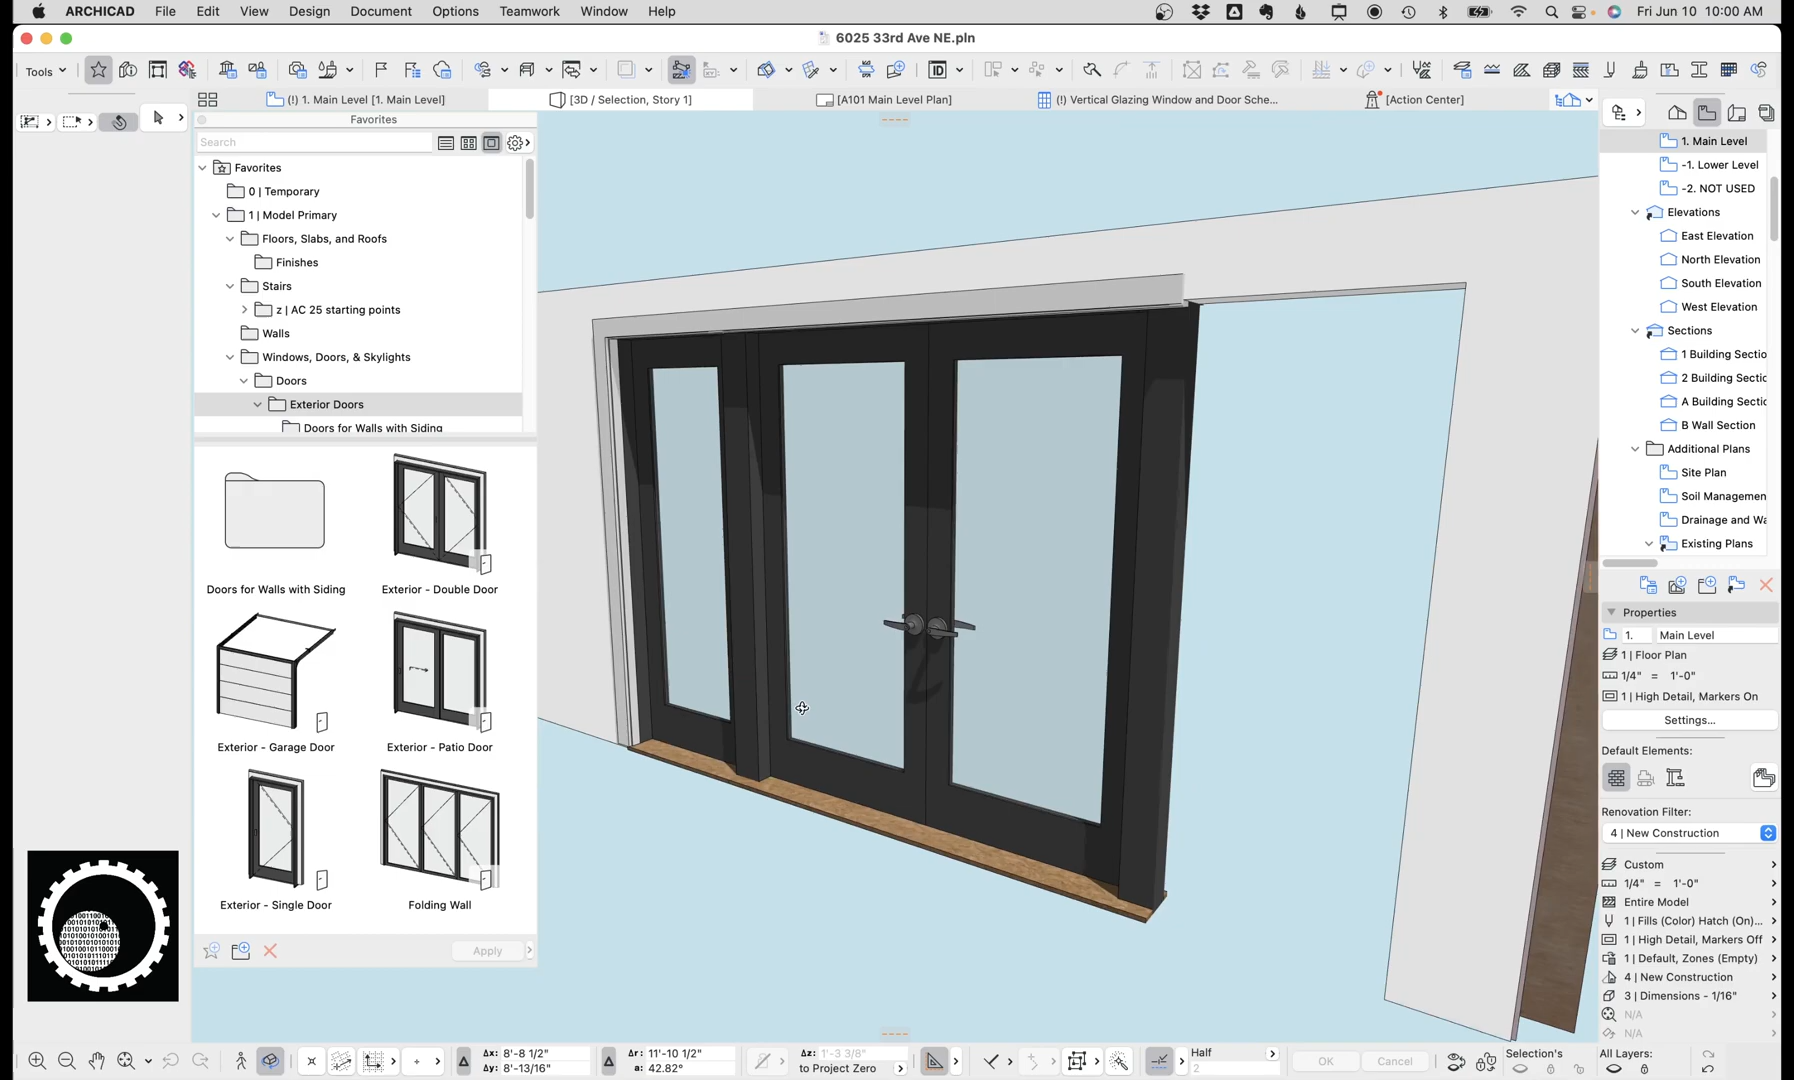 ARCHICAD File Edit View Design Document Options Teamwork Window Help
Fri Jun 10 10:00 AM
6025 33rd Ave NE.pln
Tools
(!) 1. Main Level [1. Main Level]
[3D / Selection, Story 1]
[A101 Main Level Plan]
(!) Vertical Glazing Window and Door Sche...
[Action Center]
Favorites
Search
Favorites
0 | Temporary
1 | Model Primary
Floors, Slabs, and Roofs
Finishes
Stairs
z | AC 25 starting points
Walls
Windows, Doors, & Skylights
Doors
Exterior Doors
Doors for Walls with Siding
Doors for Walls with Siding
Exterior - Double Door
Exterior - Garage Door
Exterior - Patio Door
Exterior - Single Door
Folding Wall
Apply
1. Main Level
-1. Lower Level
-2. NOT USED
Elevations
East Elevation
North Elevation
South Elevation
West Elevation
Sections
1 Building Sectio
2 Building Sectio
A Building Sectio
B Wall Section
Additional Plans
Site Plan
Soil Managemen
Drainage and Wa
Existing Plans
Properties
1. Main Level
1 | Floor Plan
1/4" = 1'-0"
1 | High Detail, Markers On
Settings...
Default Elements:
Renovation Filter:
4 | New Construction
Custom
1/4" = 1'-0"
Entire Model
1 | Fills (Color) Hatch (On)...
1 | High Detail, Markers Off
1 | Default, Zones (Empty)
4 | New Construction
3 | Dimensions - 1/16"
N/A
N/A
Δx: 8'-8 1/2"
Δy: 8'-13/16"
Δr: 11'-10 1/2"
a: 42.82°
Δz: 1'-3 3/8"
to Project Zero
Half
2
OK
Cancel
Selection's
All Layers: